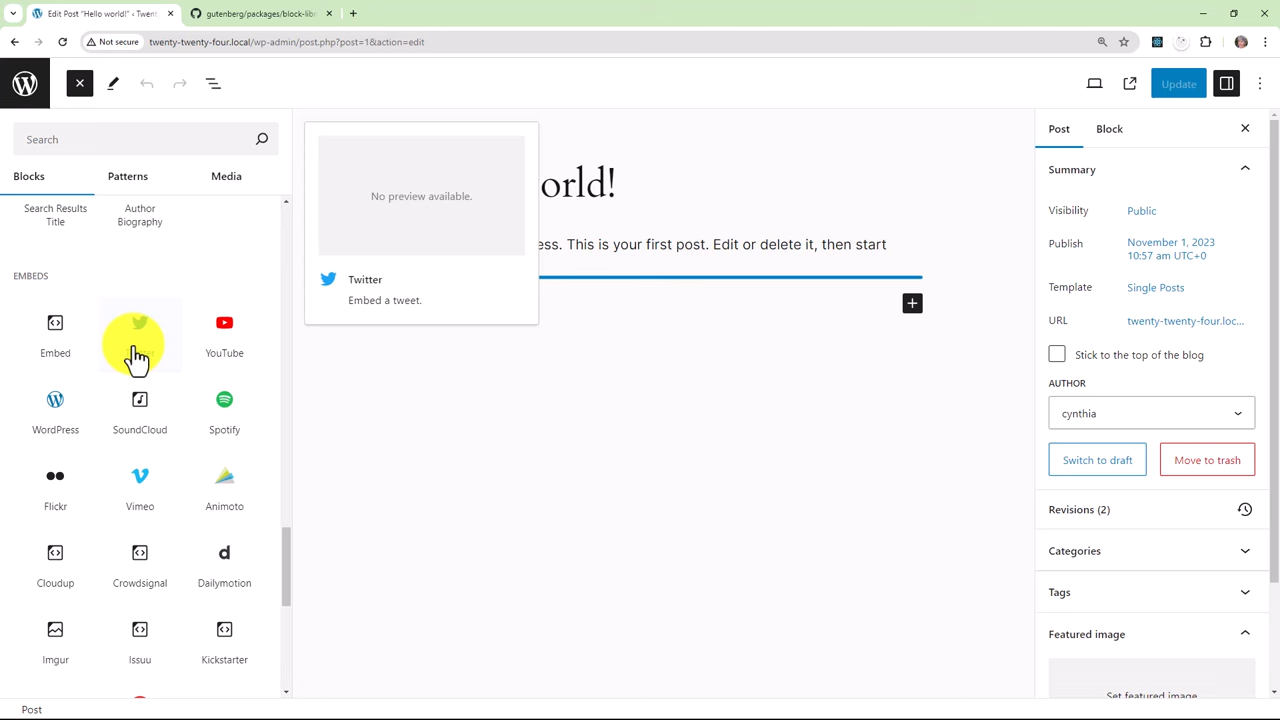 Edit Post "Hello world!" ‹ Twent
gutenberg/packages/block-libr
Not secure
twenty-twenty-four.local/wp-admin/post.php?post=1&action=edit
Update
Search
Blocks
Patterns
Media
Search Results
Title
Author
Biography
EMBEDS
Embed
YouTube
WordPress
SoundCloud
Spotify
Flickr
Vimeo
Animoto
Cloudup
Crowdsignal
Dailymotion
Imgur
Issuu
Kickstarter
No preview available.
Twitter
Embed a tweet.
orld!
ess. This is your first post. Edit or delete it, then start
Post
Block
Summary
Visibility
Public
Publish
November 1, 2023
10:57 am UTC+0
Template
Single Posts
URL
twenty-twenty-four.loc...
Stick to the top of the blog
AUTHOR
cynthia
Switch to draft
Move to trash
Revisions (2)
Categories
Tags
Featured image
Set featured image
Post